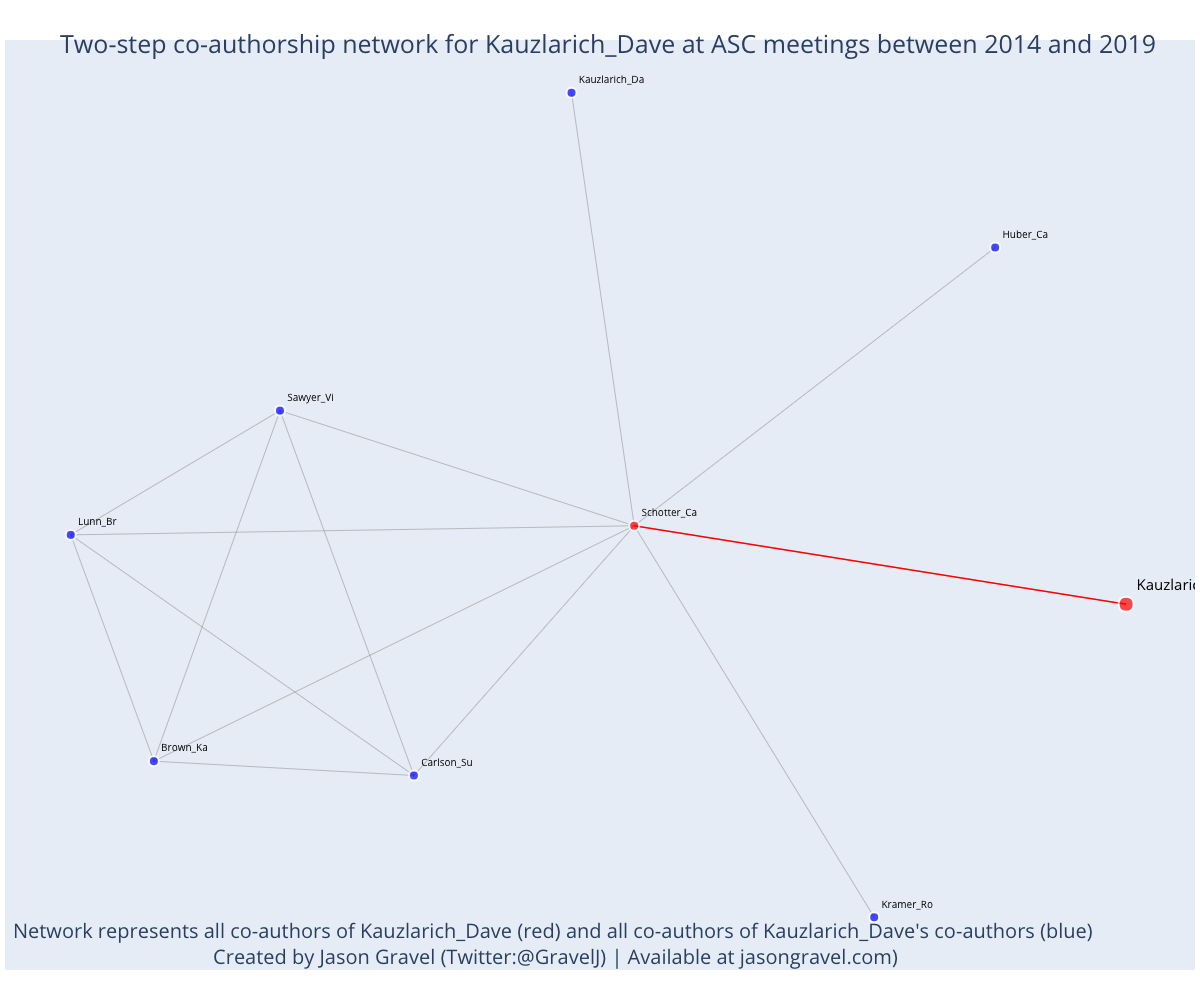 Two-step co-authorship network for Kauzlarich_Dave at ASC meetings between 2014 and 2019
Kauzlarich_Da
Huber_Ca
Sawyer_Vi
Schotter_Ca
Lunn_Br
Kauzlaric
Brown_Ka
Carlson_Su
Kramer_Ro
Network represents all co-authors of Kauzlarich_Dave (red) and all co-authors of Kauzlarich_Dave's co-authors (blue)
Created by Jason Gravel (Twitter:@GravelJ) | Available at jasongravel.com)